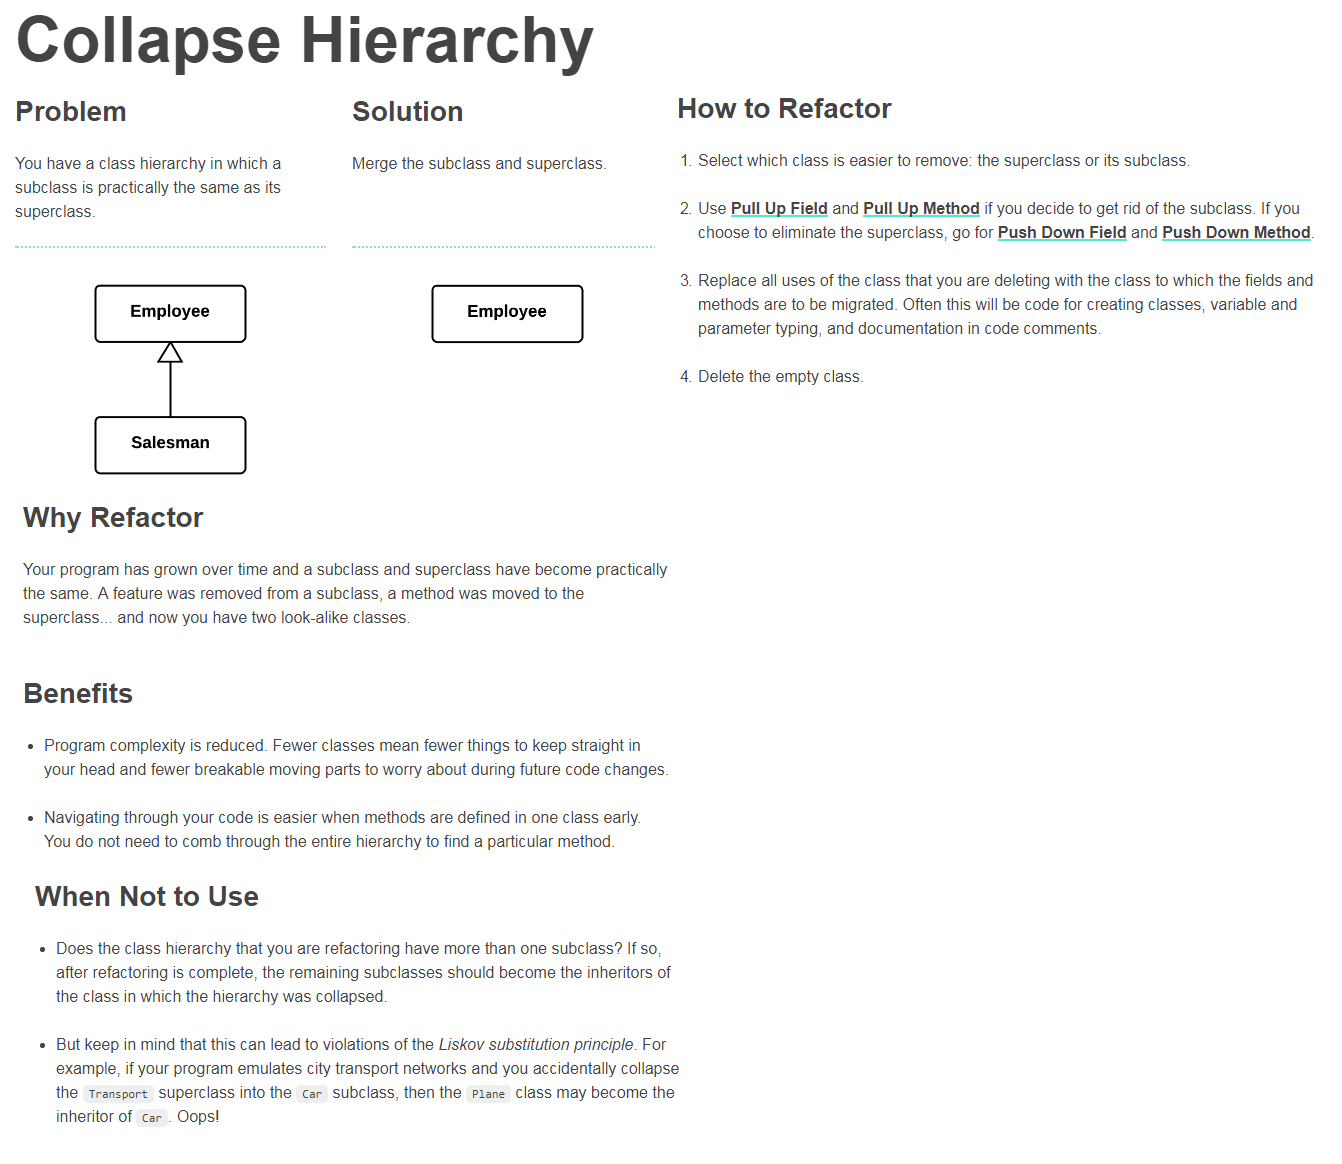 Collapse Hierarchy
Problem
You have a class hierarchy in which a
subclass is practically the same as its
superclass.
Employee
Salesman
Solution
Merge the subclass and superclass.
Employee
Why Refactor
Your program has grown over time and a subclass and superclass have become practically
the same. A feature was removed from a subclass, a method was moved to the
superclass... and now you have two look-alike classes.
Benefits
• Program complexity is reduced. Fewer classes mean fewer things to keep straight in
your head and fewer breakable moving parts to worry about during future code changes.
• Navigating through your code is easier when methods are defined in one class early.
You do not need to comb through the entire hierarchy to find a particular method.
When Not to Use
• Does the class hierarchy that you are refactoring have more than one subclass? If so,
after refactoring is complete, the remaining subclasses should become the inheritors of
the class in which the hierarchy was collapsed.
• But keep in mind that this can lead to violations of the Liskov substitution principle. For
example, if your program emulates city transport networks and you accidentally collapse
the Transport superclass into the Car subclass, then the Plane class may become the
inheritor of Car. Oops!
How to Refactor
1. Select which class is easier to remove: the superclass or its subclass.
2. Use Pull Up Field and Pull Up Method if you decide to get rid of the subclass. If you
choose to eliminate the superclass, go for Push Down Field and Push Down Method.
3. Replace all uses of the class that you are deleting with the class to which the fields and
methods are to be migrated. Often this will be code for creating classes, variable and
parameter typing, and documentation in code comments.
4. Delete the empty class.